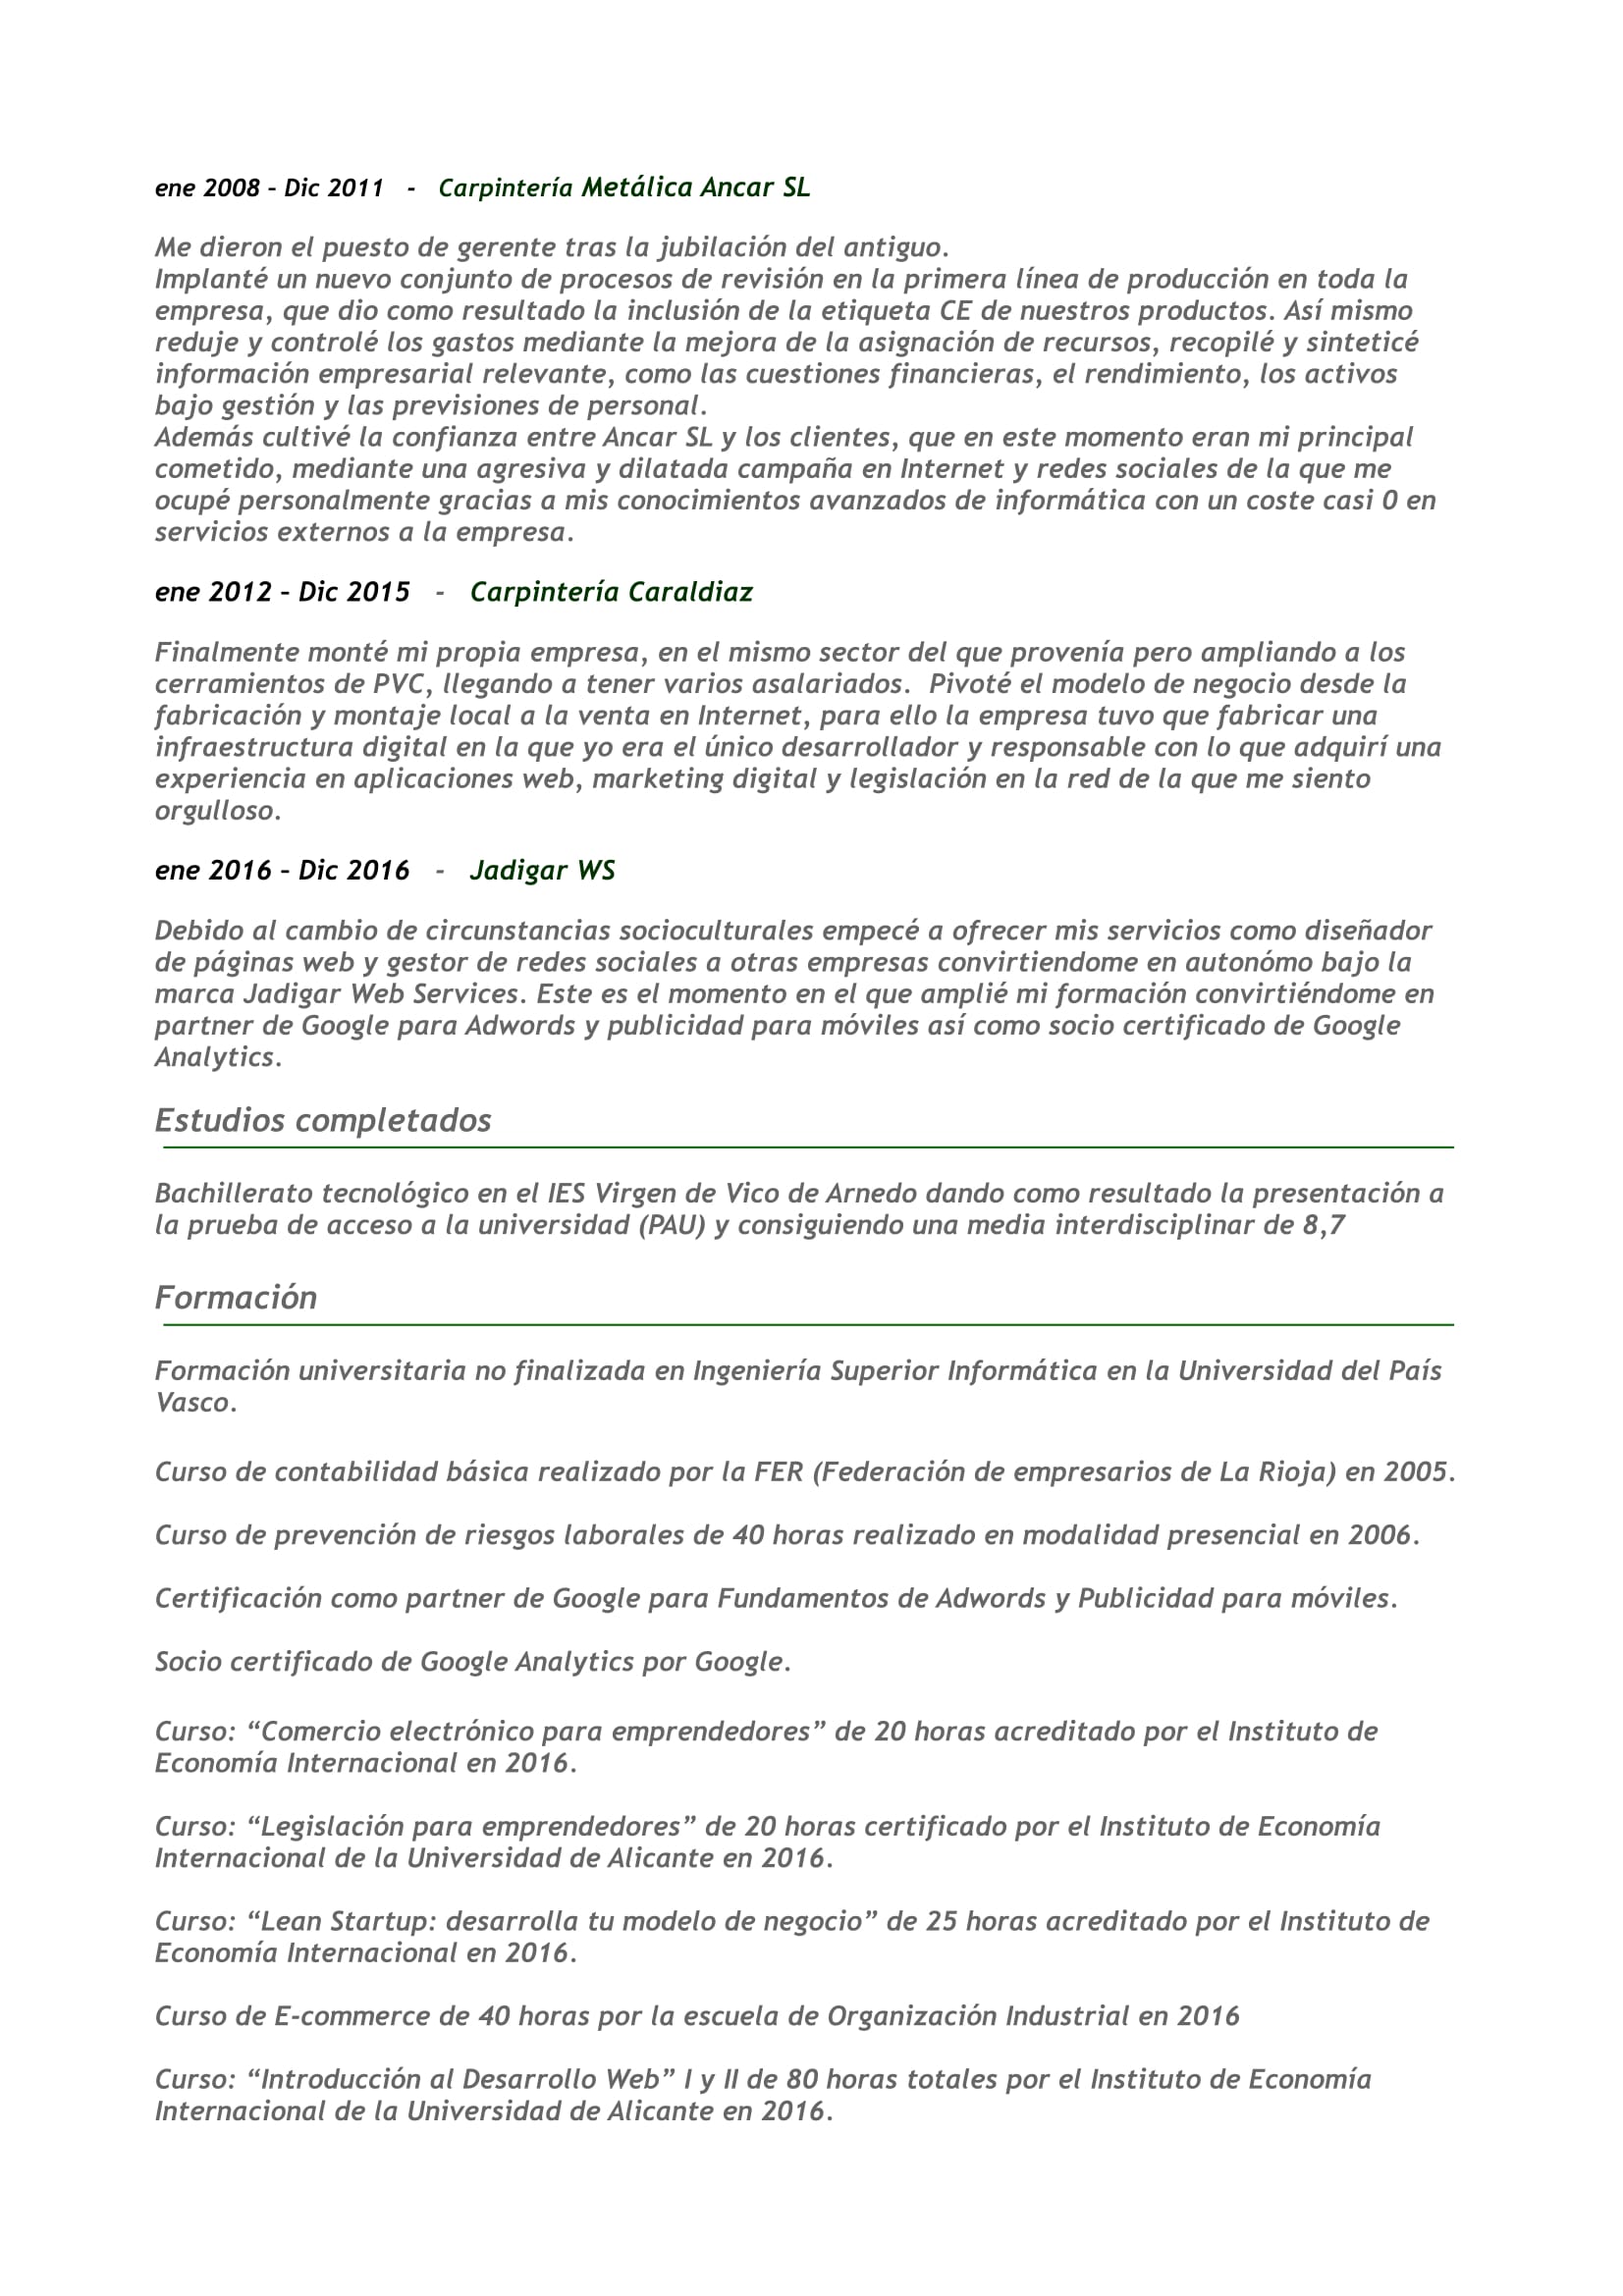 ene 2008 – Dic 2011 - Carpintería Metálica Ancar SL
Me dieron el puesto de gerente tras la jubilación del antiguo.
Implanté un nuevo conjunto de procesos de revisión en la primera línea de producción en toda la
empresa, que dio como resultado la inclusión de la etiqueta CE de nuestros productos. Así mismo
reduje y controlé los gastos mediante la mejora de la asignación de recursos, recopilé y sinteticé
información empresarial relevante, como las cuestiones financieras, el rendimiento, los activos
bajo gestión y las previsiones de personal.
Además cultivé la confianza entre Ancar SL y los clientes, que en este momento eran mi principal
cometido, mediante una agresiva y dilatada campaña en Internet y redes sociales de la que me
ocupé personalmente gracias a mis conocimientos avanzados de informática con un coste casi 0 en
servicios externos a la empresa.
ene 2012 – Dic 2015 - Carpintería Caraldiaz
Finalmente monté mi propia empresa, en el mismo sector del que provenía pero ampliando a los
cerramientos de PVC, llegando a tener varios asalariados. Pivoté el modelo de negocio desde la
fabricación y montaje local a la venta en Internet, para ello la empresa tuvo que fabricar una
infraestructura digital en la que yo era el único desarrollador y responsable con lo que adquirí una
experiencia en aplicaciones web, marketing digital y legislación en la red de la que me siento
orgulloso.
ene 2016 – Dic 2016 - Jadigar WS
Debido al cambio de circunstancias socioculturales empecé a ofrecer mis servicios como diseñador
de páginas web y gestor de redes sociales a otras empresas convirtiendome en autonómo bajo la
marca Jadigar Web Services. Este es el momento en el que amplié mi formación convirtiéndome en
partner de Google para Adwords y publicidad para móviles así como socio certificado de Google
Analytics.
Estudios completados
Bachillerato tecnológico en el IES Virgen de Vico de Arnedo dando como resultado la presentación a
la prueba de acceso a la universidad (PAU) y consiguiendo una media interdisciplinar de 8,7
Formación
Formación universitaria no finalizada en Ingeniería Superior Informática en la Universidad del País
Vasco.
Curso de contabilidad básica realizado por la FER (Federación de empresarios de La Rioja) en 2005.
Curso de prevención de riesgos laborales de 40 horas realizado en modalidad presencial en 2006.
Certificación como partner de Google para Fundamentos de Adwords y Publicidad para móviles.
Socio certificado de Google Analytics por Google.
Curso: “Comercio electrónico para emprendedores” de 20 horas acreditado por el Instituto de
Economía Internacional en 2016.
Curso: “Legislación para emprendedores” de 20 horas certificado por el Instituto de Economía
Internacional de la Universidad de Alicante en 2016.
Curso: “Lean Startup: desarrolla tu modelo de negocio” de 25 horas acreditado por el Instituto de
Economía Internacional en 2016.
Curso de E-commerce de 40 horas por la escuela de Organización Industrial en 2016
Curso: “Introducción al Desarrollo Web” I y II de 80 horas totales por el Instituto de Economía
Internacional de la Universidad de Alicante en 2016.